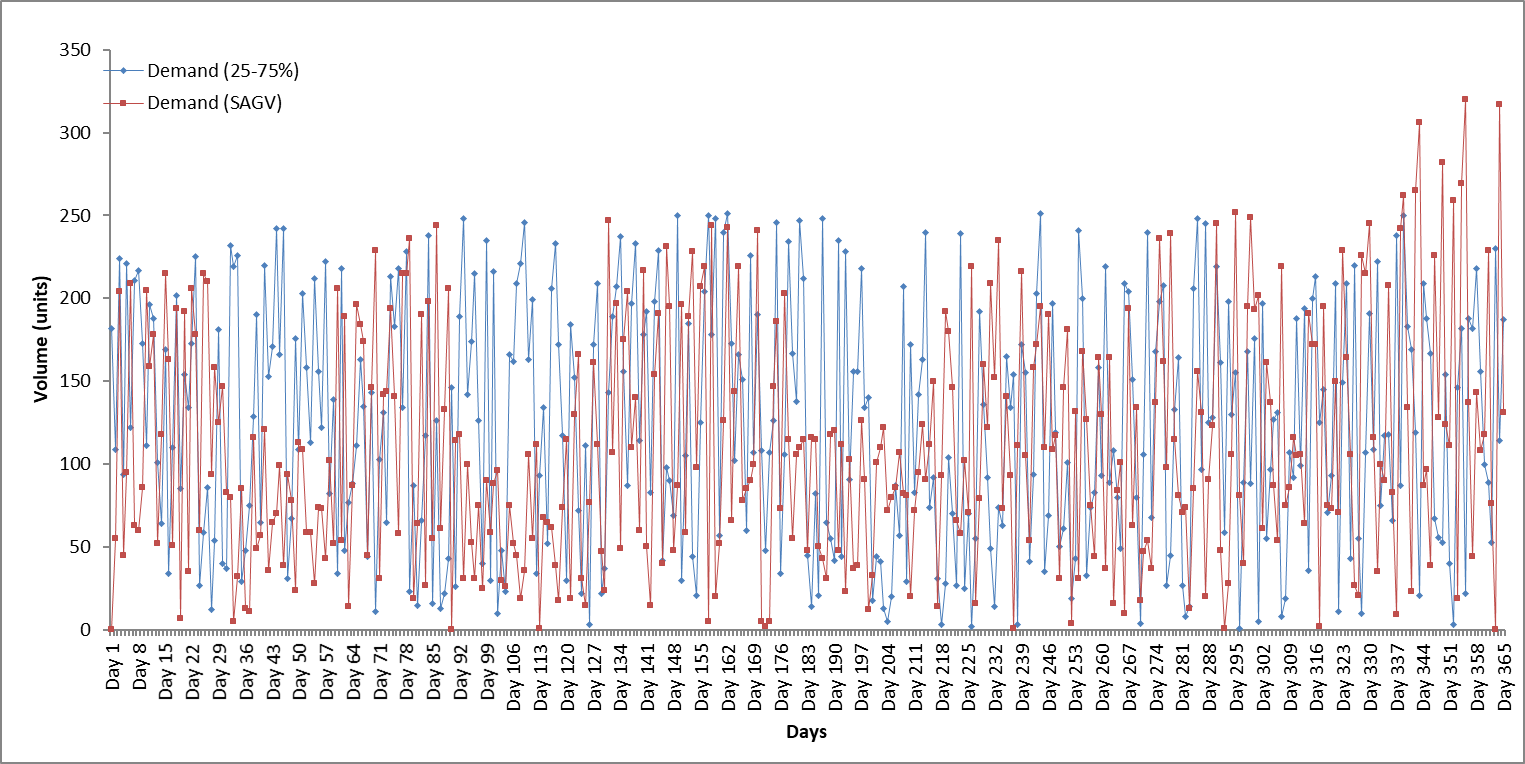 350
300
250
200
150
100
50
0
Volume (units)
Demand (25-75%)
Demand (SAGV)
Day 1
Day 8
Day 15
Day 22
Day 29
Day 36
Day 43
Day 50
Day 57
Day 64
Day 71
Day 78
Day 85
Day 92
Day 99
Day 106
Day 113
Day 120
Day 127
Day 134
Day 141
Day 148
Day 155
Day 162
Day 169
Day 176
Day 183
Day 190
Day 197
Day 204
Day 211
Day 218
Day 225
Day 232
Day 239
Day 246
Day 253
Day 260
Day 267
Day 274
Day 281
Day 288
Day 295
Day 302
Day 309
Day 316
Day 323
Day 330
Day 337
Day 344
Day 351
Day 358
Day 365
Days